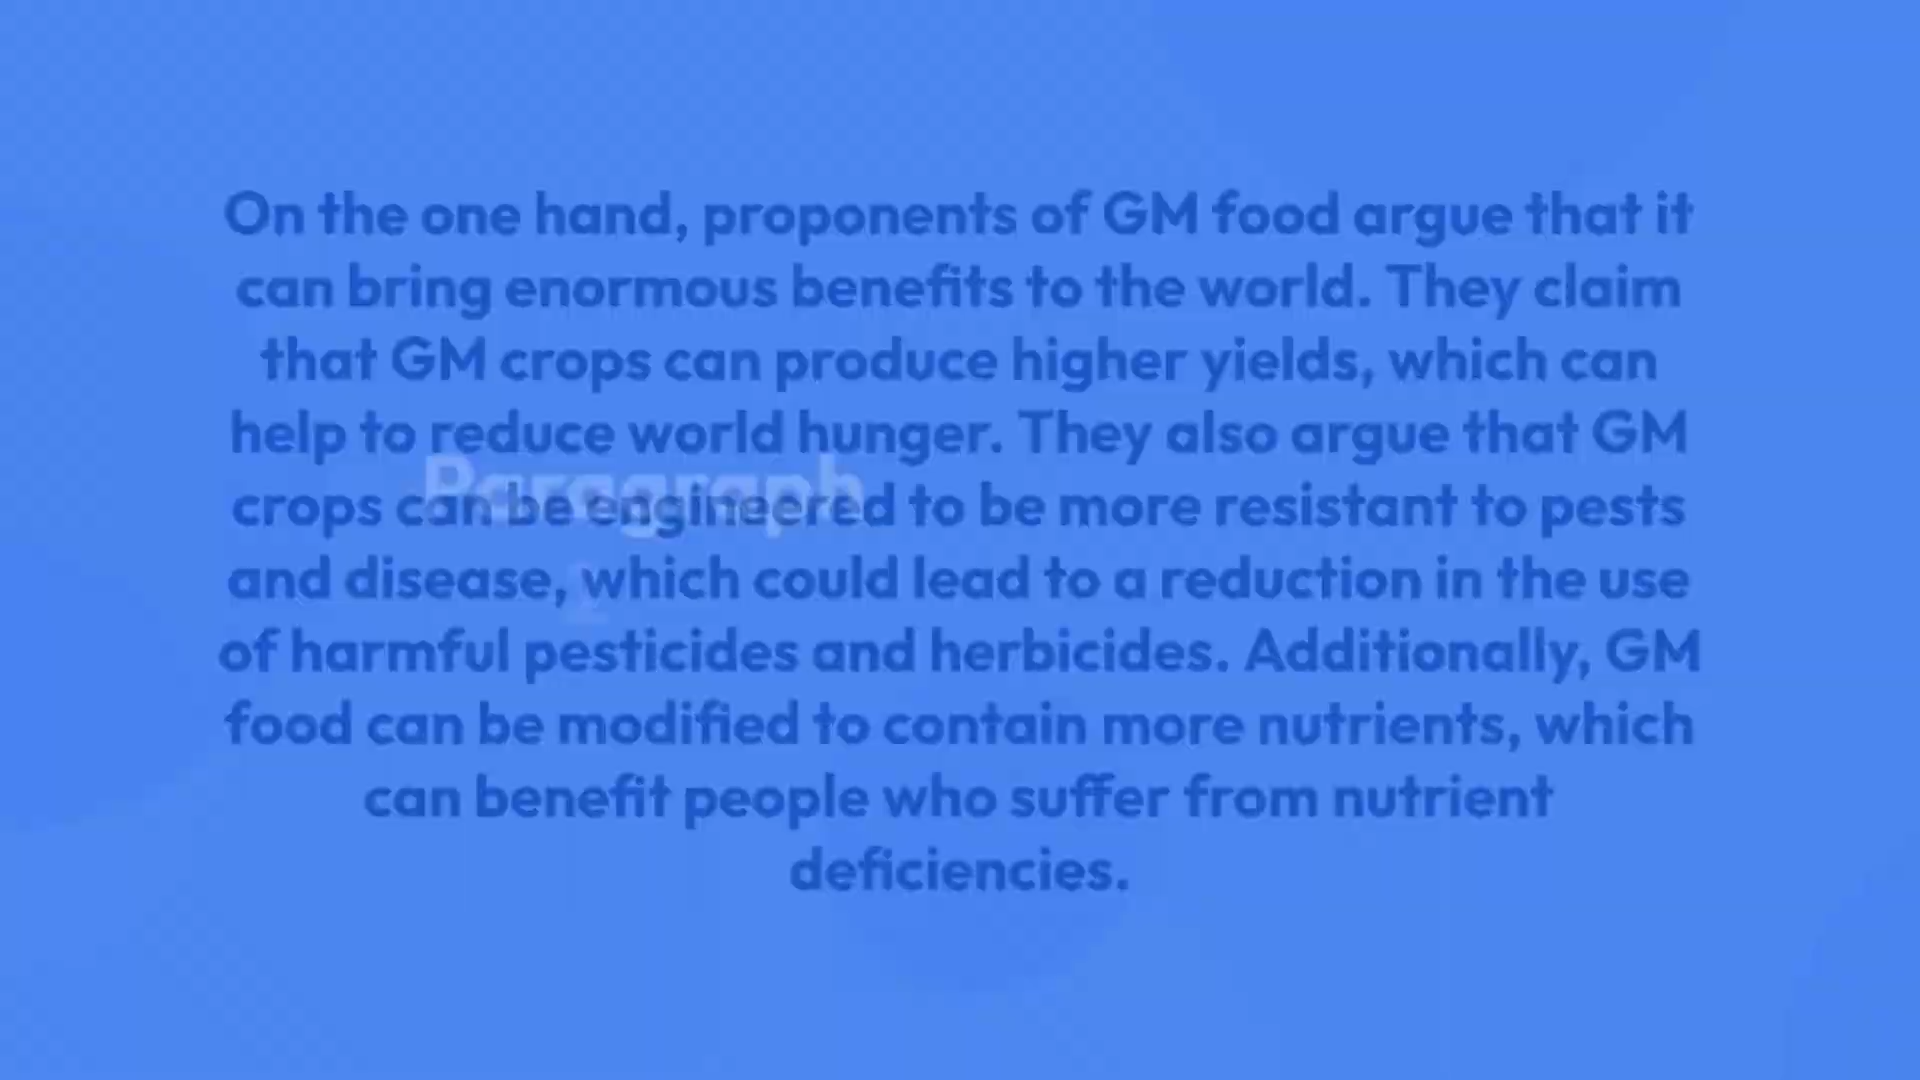 On the one hand, proponents of GM food argue that it
can bring enormous benefits to the world. They claim
that GM crops can produce higher yields, which can
help to reduce world hunger. They also argue that GM
crops can be engineered to be more resistant to pests
and disease, which could lead to a reduction in the use
of harmful pesticides and herbicides. Additionally, GM
food can be modified to contain more nutrients, which
can benefit people who suffer from nutrient
deficiencies.
Paragraph